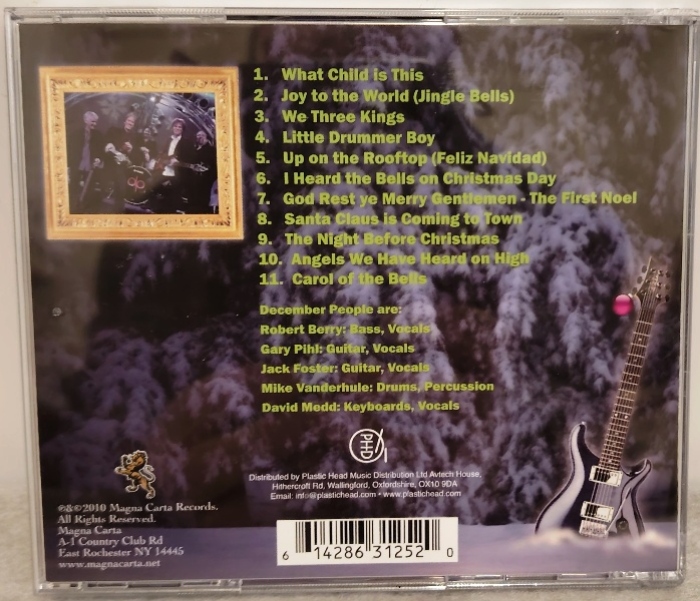 1. What Child is This
2. Joy to the World (Jingle Bells)
3. We Three Kings
4. Little Drummer Boy
5. Up on the Rooftop (Feliz Navidad)
6. I Heard the Bells on Christmas Day
7. God Rest ye Merry Gentlemen - The First Noel
8. Santa Claus is Coming to Town
9. The Night Before Christmas
10. Angels We Have Heard on High
11. Carol of the Bells
December People are:
Robert Berry: Bass, Vocals
Gary Pihl: Guitar, Vocals
Jack Foster: Guitar, Vocals
Mike Vanderhule: Drums, Percussion
David Medd: Keyboards, Vocals
PHD
Distributed by Plastic Head Music Distribution Ltd Avtech House,
Hithercroft Rd, Wallingford, Oxfordshire, OX10 9DA
Email: info@plastichead.com • www.plastichead.com
℗&©2010 Magna Carta Records.
All Rights Reserved.
Magna Carta
A-1 Country Club Rd
East Rochester NY 14445
www.magnacarta.net
6 14286 31252 0